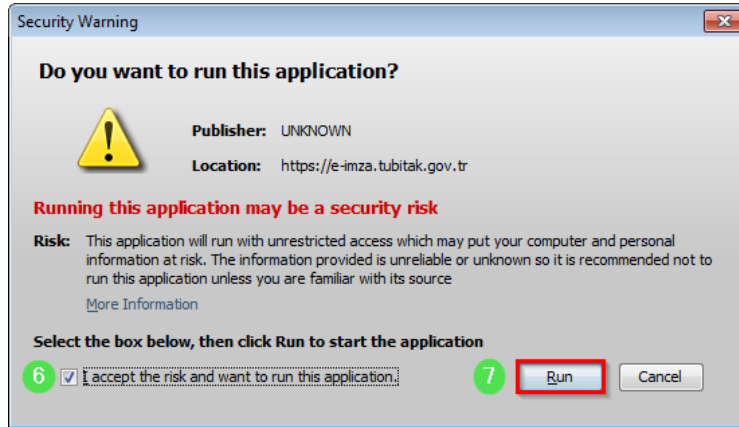 Security Warning
Do you want to run this application?
Publisher: UNKNOWN
Location: https://e-imza.tubitak.gov.tr
Running this application may be a security risk
Risk: This application will run with unrestricted access which may put your computer and personal
information at risk. The information provided is unreliable or unknown so it is recommended not to
run this application unless you are familiar with its source
More Information
Select the box below, then click Run to start the application
6 I accept the risk and want to run this application. 7 Run Cancel